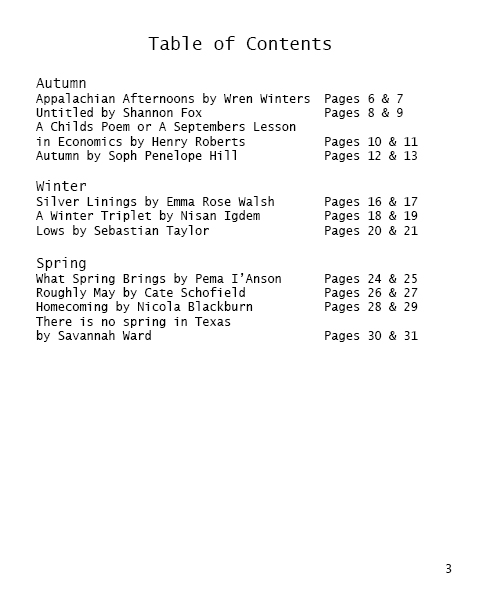 Table of Contents
Autumn
Appalachian Afternoons by Wren Winters Pages 6 & 7
Untitled by Shannon Fox Pages 8 & 9
A Childs Poem or A Septembers Lesson
in Economics by Henry Roberts Pages 10 & 11
Autumn by Soph Penelope Hill Pages 12 & 13
Winter
Silver Linings by Emma Rose Walsh Pages 16 & 17
A Winter Triplet by Nisan Igdem Pages 18 & 19
Lows by Sebastian Taylor Pages 20 & 21
Spring
What Spring Brings by Pema I’Anson Pages 24 & 25
Roughly May by Cate Schofield Pages 26 & 27
Homecoming by Nicola Blackburn Pages 28 & 29
There is no spring in Texas
by Savannah Ward Pages 30 & 31
3